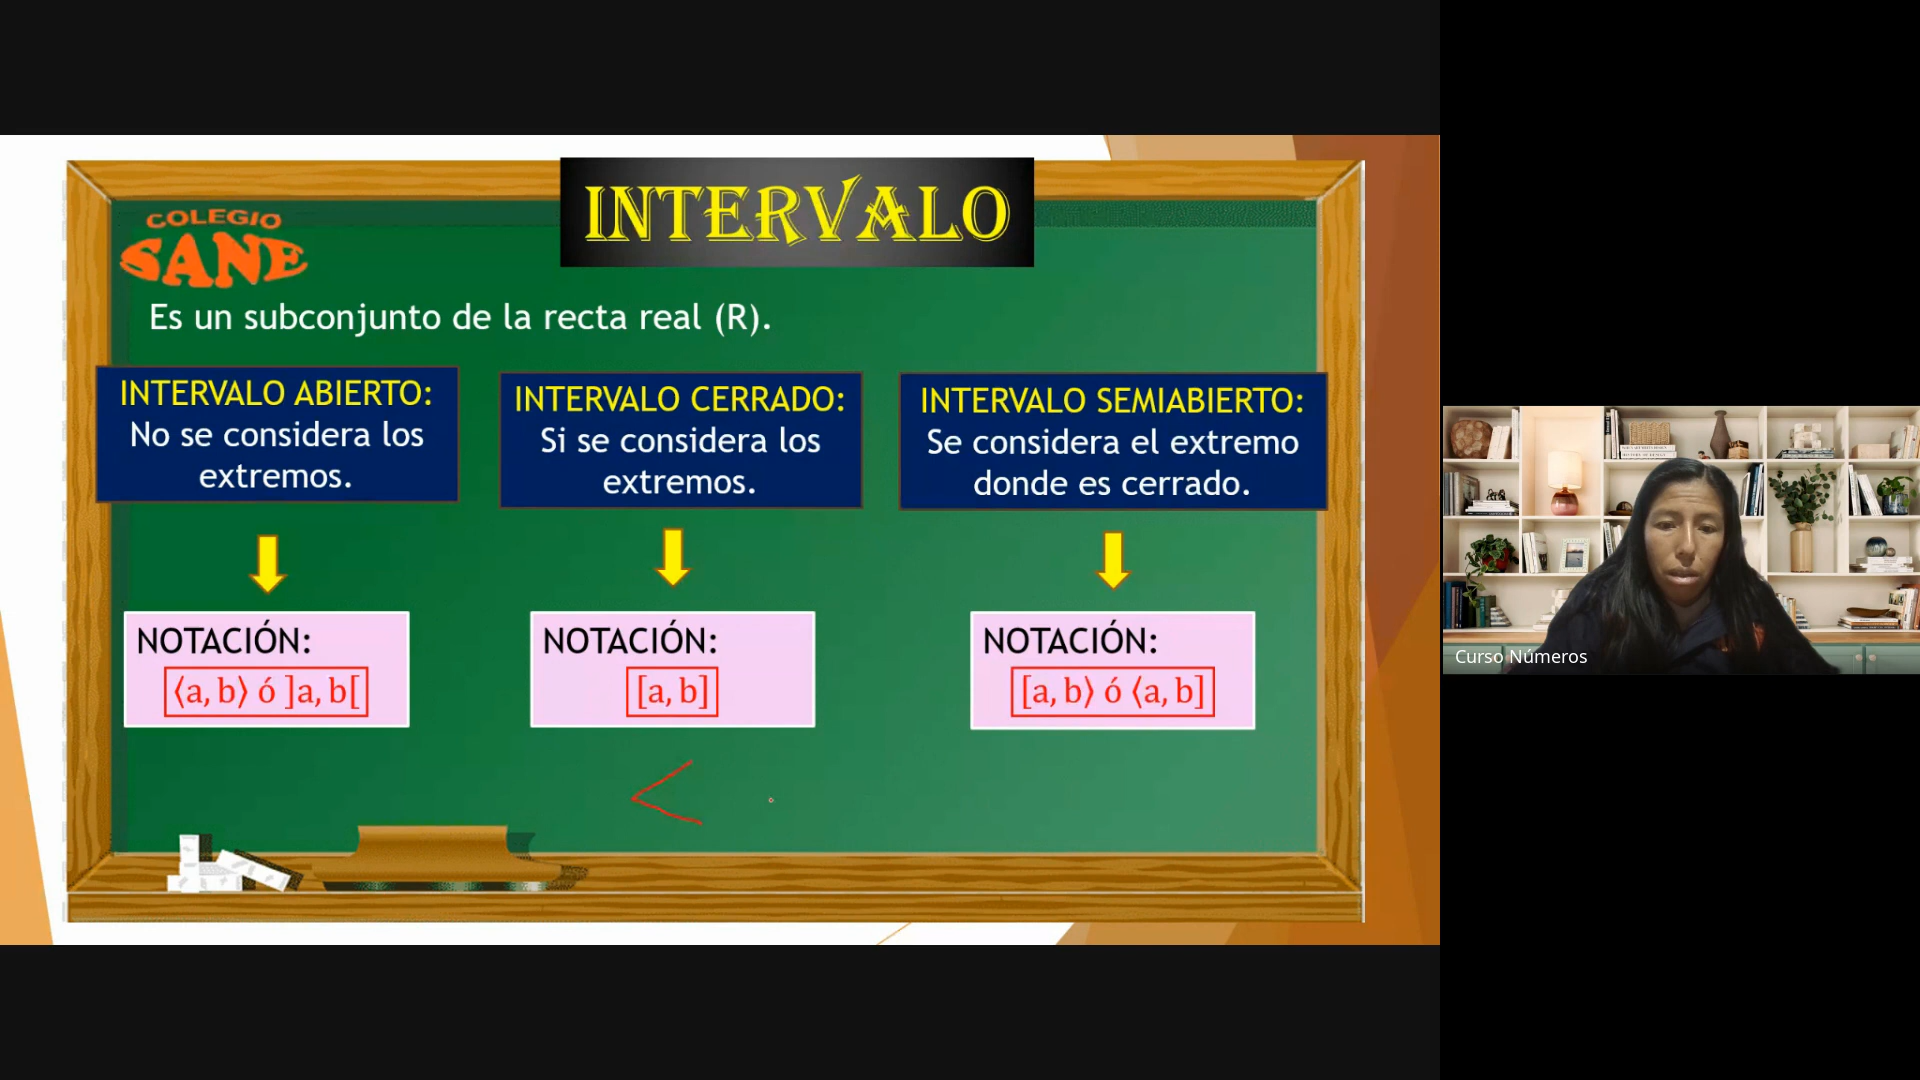 INTERVALO
COLEGIO
SANE
Es un subconjunto de la recta real (R).
INTERVALO ABIERTO:
No se considera los
extremos.
INTERVALO CERRADO:
Si se considera los
extremos.
INTERVALO SEMIABIERTO:
Se considera el extremo
donde es cerrado.
NOTACIÓN:
⟨a, b⟩ ó ]a, b[
NOTACIÓN:
[a, b]
NOTACIÓN:
[a, b⟩ ó ⟨a, b]
<
Curso Números